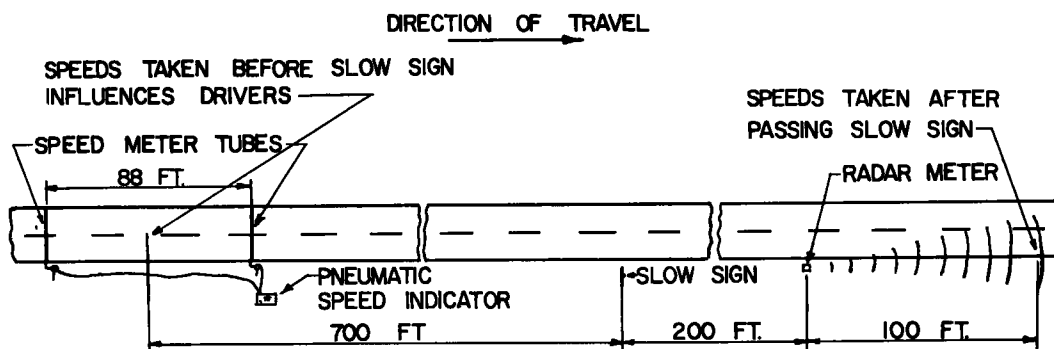 DIRECTION OF TRAVEL
SPEEDS TAKEN BEFORE SLOW SIGN
INFLUENCES DRIVERS
SPEED METER TUBES
88 FT.
SPEEDS TAKEN AFTER
PASSING SLOW SIGN
RADAR METER
PNEUMATIC
SPEED INDICATOR
SLOW SIGN
700 FT
200 FT.
100 FT.